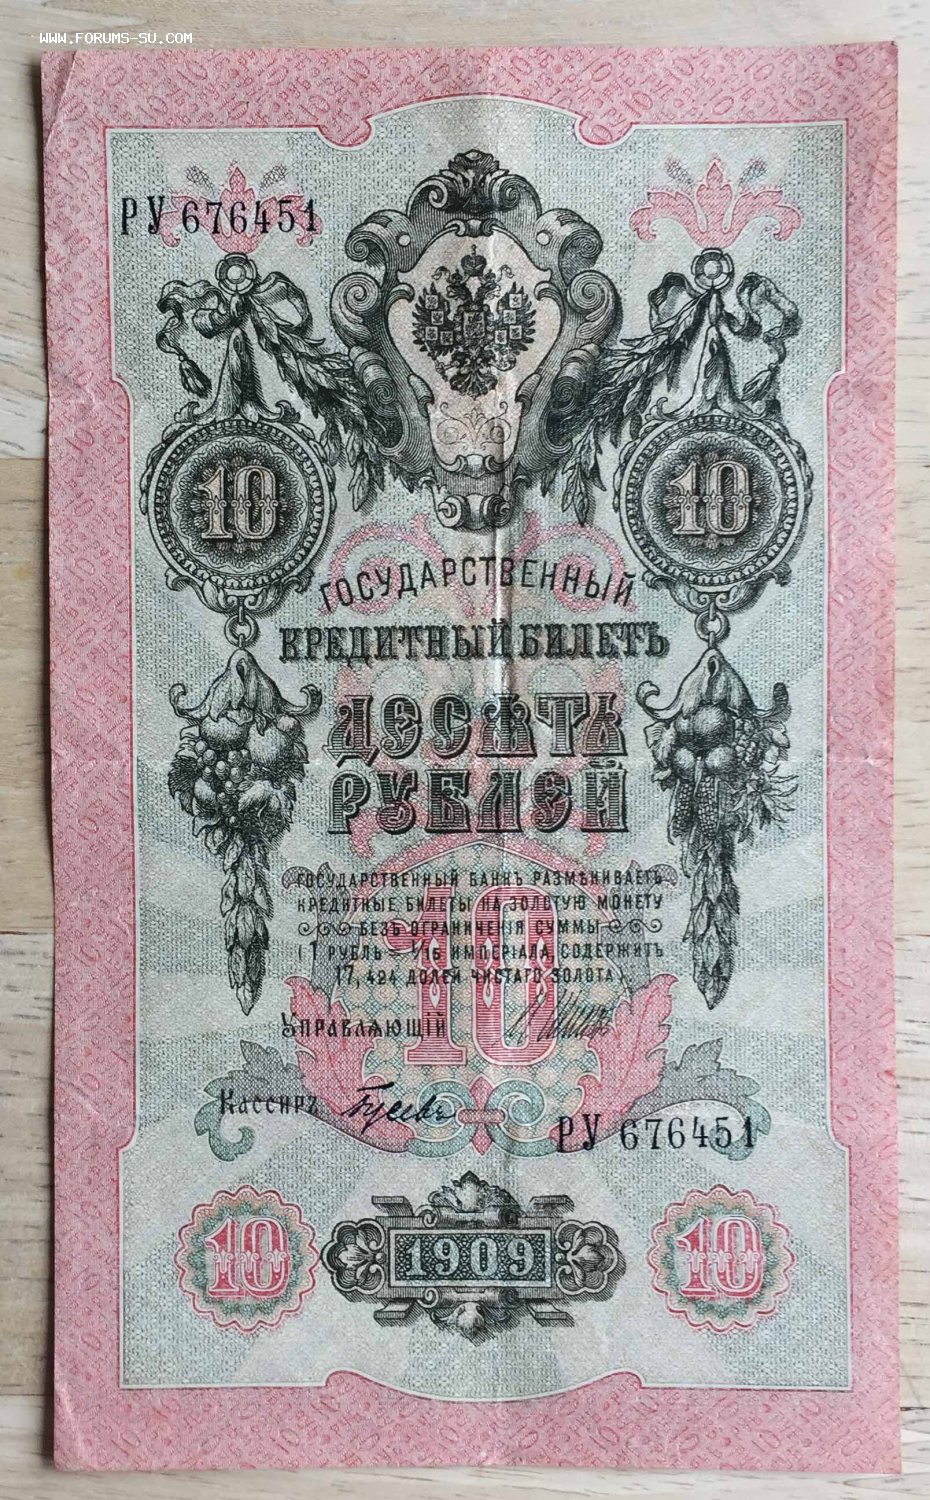 WWW.FORUMS-SU.COM
РУ 676451
10
10
ГОСУДАРСТВЕННЫЙ
КРЕДИТНЫЙ БИЛЕТЪ
ДЕСЯТЬ
РУБЛЕЙ
ГОСУДАРСТВЕННЫЙ БАНКЪ РАЗМѢНИВАЕТЪ
КРЕДИТНЫЕ БИЛЕТЫ НА ЗОЛОТУЮ МОНЕТУ
БЕЗЪ ОГРАНИЧЕНІЯ СУММЫ
(1 РУБЛЬ = 1/15 ИМПЕРІАЛА, СОДЕРЖИТЪ
17,424 ДОЛЕЙ ЧИСТАГО ЗОЛОТА)
10
УПРАВЛЯЮЩІЙ
Кассиръ Гусевъ
РУ 676451
10
1909
10